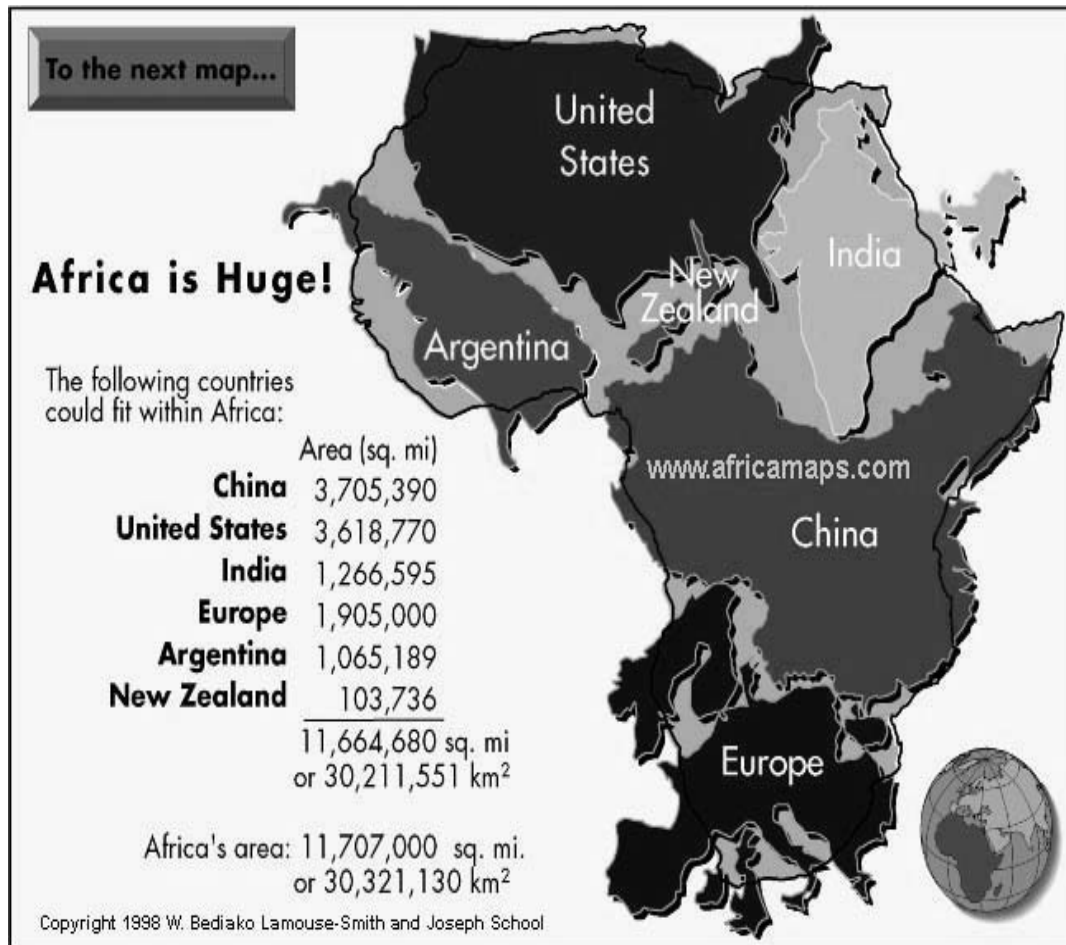 To the next map...
United
States
India
New
Zealand
Africa is Huge!
Argentina
The following countries
could fit within Africa:
Area (sq. mi)
www.africamaps.com
China 3,705,390
United States 3,618,770
China
India 1,266,595
Europe 1,905,000
Argentina 1,065,189
New Zealand 103,736
11,664,680 sq. mi
or 30,211,551 km²
Europe
Africa's area: 11,707,000 sq. mi.
or 30,321,130 km²
Copyright 1998 W. Bediako Lamouse-Smith and Joseph School